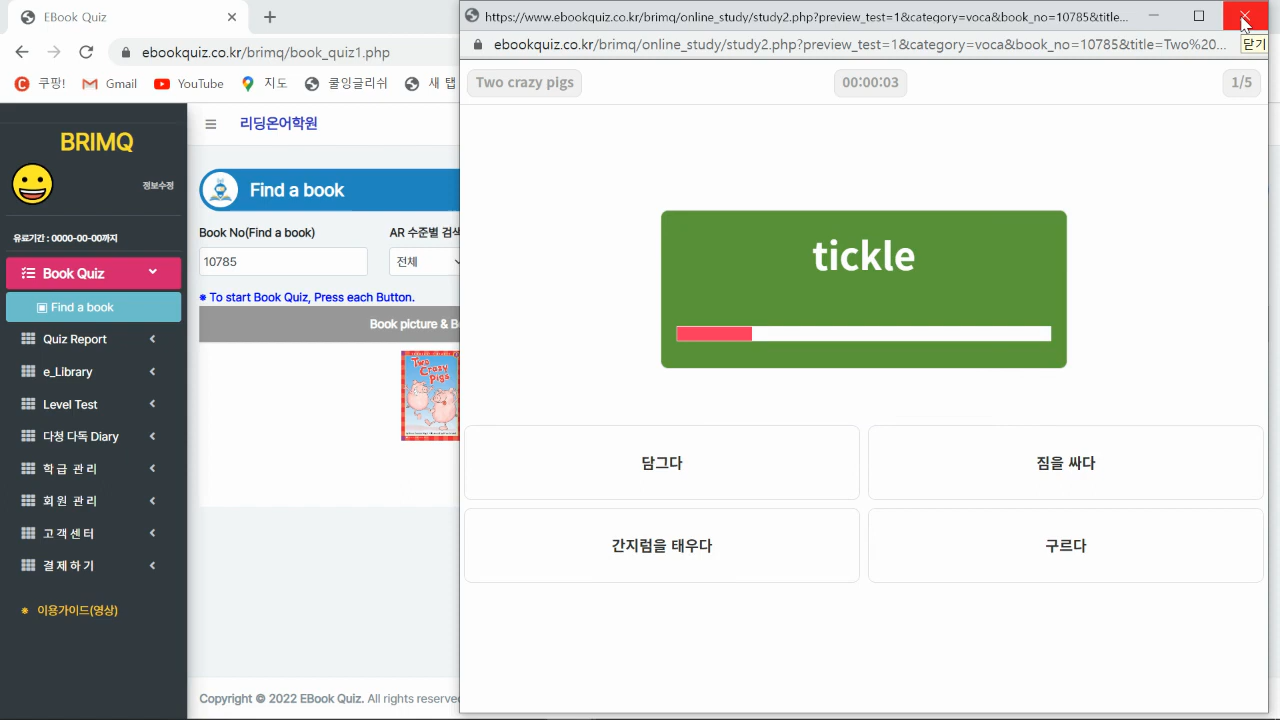 EBook Quiz
ebookquiz.co.kr/brimq/book_quiz1.php
쿠팡!
Gmail
YouTube
지도
쿨잉글리쉬
새 탭
BRIMQ
정보수정
유료기간 : 0000-00-00까지
Book Quiz
Find a book
Quiz Report
e_Library
Level Test
다청 다독 Diary
학 급 관 리
회 원 관 리
고 객 센 터
결 제 하 기
※ 이용가이드(영상)
리딩온어학원
Find a book
Book No(Find a book)
AR 수준별 검색
10785
전체
※ To start Book Quiz, Press each Button.
Book picture & B
Two Crazy Pigs
Copyright © 2022 EBook Quiz. All rights reserve
https://www.ebookquiz.co.kr/brimq/online_study/study2.php?preview_test=1&category=voca&book_no=10785&title...
ebookquiz.co.kr/brimq/online_study/study2.php?preview_test=1&category=voca&book_no=10785&title=Two%20...
닫기
Two crazy pigs
00:00:03
1/5
tickle
담그다
짐을 싸다
간지럼을 태우다
구르다